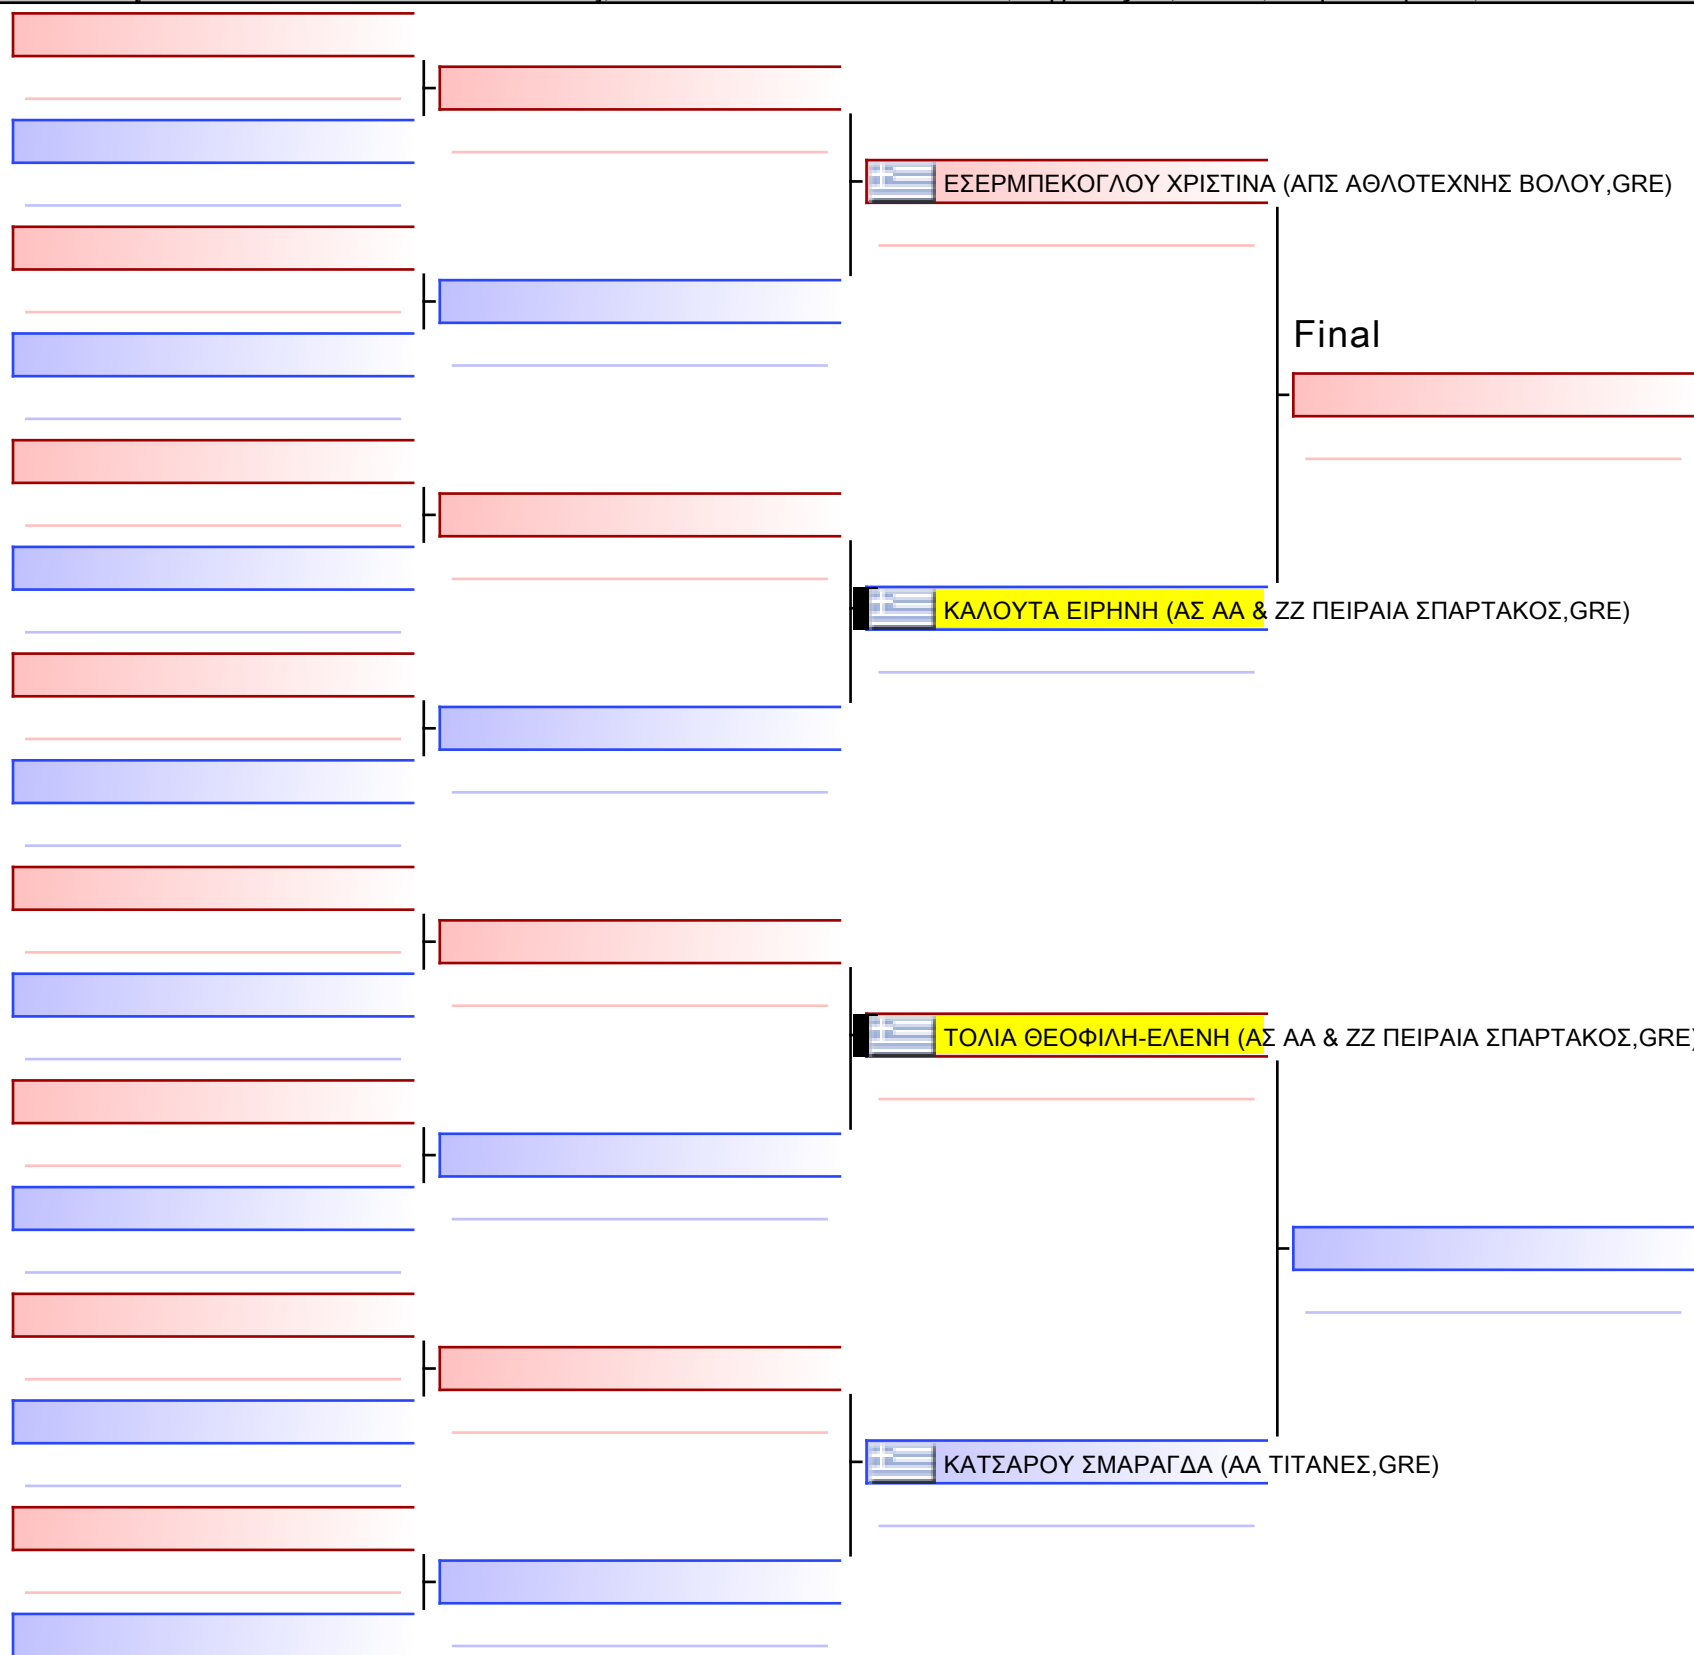 ΕΣΕΡΜΠΕΚΟΓΛΟΥ ΧΡΙΣΤΙΝΑ (ΑΠΣ ΑΘΛΟΤΕΧΝΗΣ ΒΟΛΟΥ,GRE)
Final
ΚΑΛΟΥΤΑ ΕΙΡΗΝΗ (ΑΣ ΑΑ & ΖΖ ΠΕΙΡΑΙΑ ΣΠΑΡΤΑΚΟΣ,GRE)
ΤΟΛΙΑ ΘΕΟΦΙΛΗ-ΕΛΕΝΗ (ΑΣ ΑΑ & ΖΖ ΠΕΙΡΑΙΑ ΣΠΑΡΤΑΚΟΣ,GRE)
ΚΑΤΣΑΡΟΥ ΣΜΑΡΑΓΔΑ (ΑΑ ΤΙΤΑΝΕΣ,GRE)